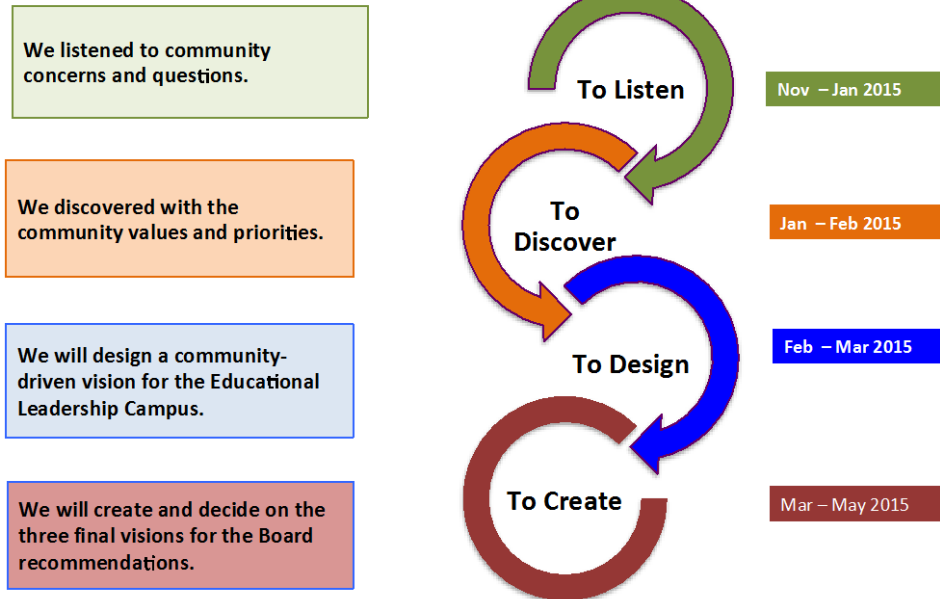 We listened to community
concerns and questions.
To Listen
Nov – Jan 2015
We discovered with the
community values and priorities.
To
Discover
Jan – Feb 2015
We will design a community-
driven vision for the Educational
Leadership Campus.
To Design
Feb – Mar 2015
We will create and decide on the
three final visions for the Board
recommendations.
To Create
Mar – May 2015